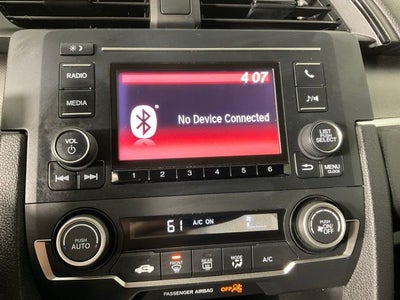 4 07
RADIO
MEDIA
No Device Connected
VOL
LIST
PUSH
SELECT
MENU
CLOCK
1 2 3 4 5 6
PUSH
AUTO
61 A/C ON
PUSH
ON/OFF
FRONT REAR MODE A/C
PASSENGER AIRBAG OFF